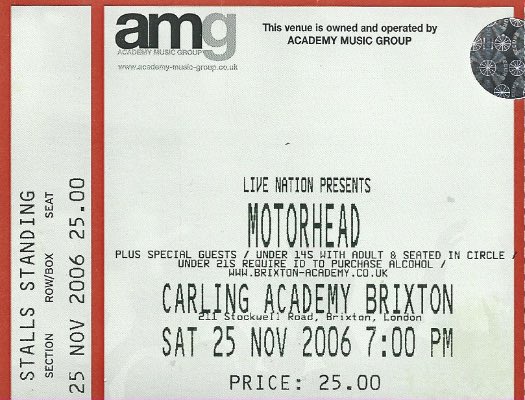 amg
ACADEMY MUSIC GROUP
www.academy-music-group.co.uk
This venue is owned and operated by
ACADEMY MUSIC GROUP
LIVE NATION PRESENTS
MOTORHEAD
PLUS SPECIAL GUESTS / UNDER 14S WITH ADULT & SEATED IN CIRCLE /
UNDER 21S REQUIRE ID TO PURCHASE ALCOHOL /
WWW.BRIXTON-ACADEMY.CO.UK
CARLING ACADEMY BRIXTON
211 Stockwell Road, Brixton, London
SAT 25 NOV 2006 7:00 PM
PRICE: 25.00
STALLS STANDING
SECTION ROW/BOX SEAT
25 NOV 2006 25.00